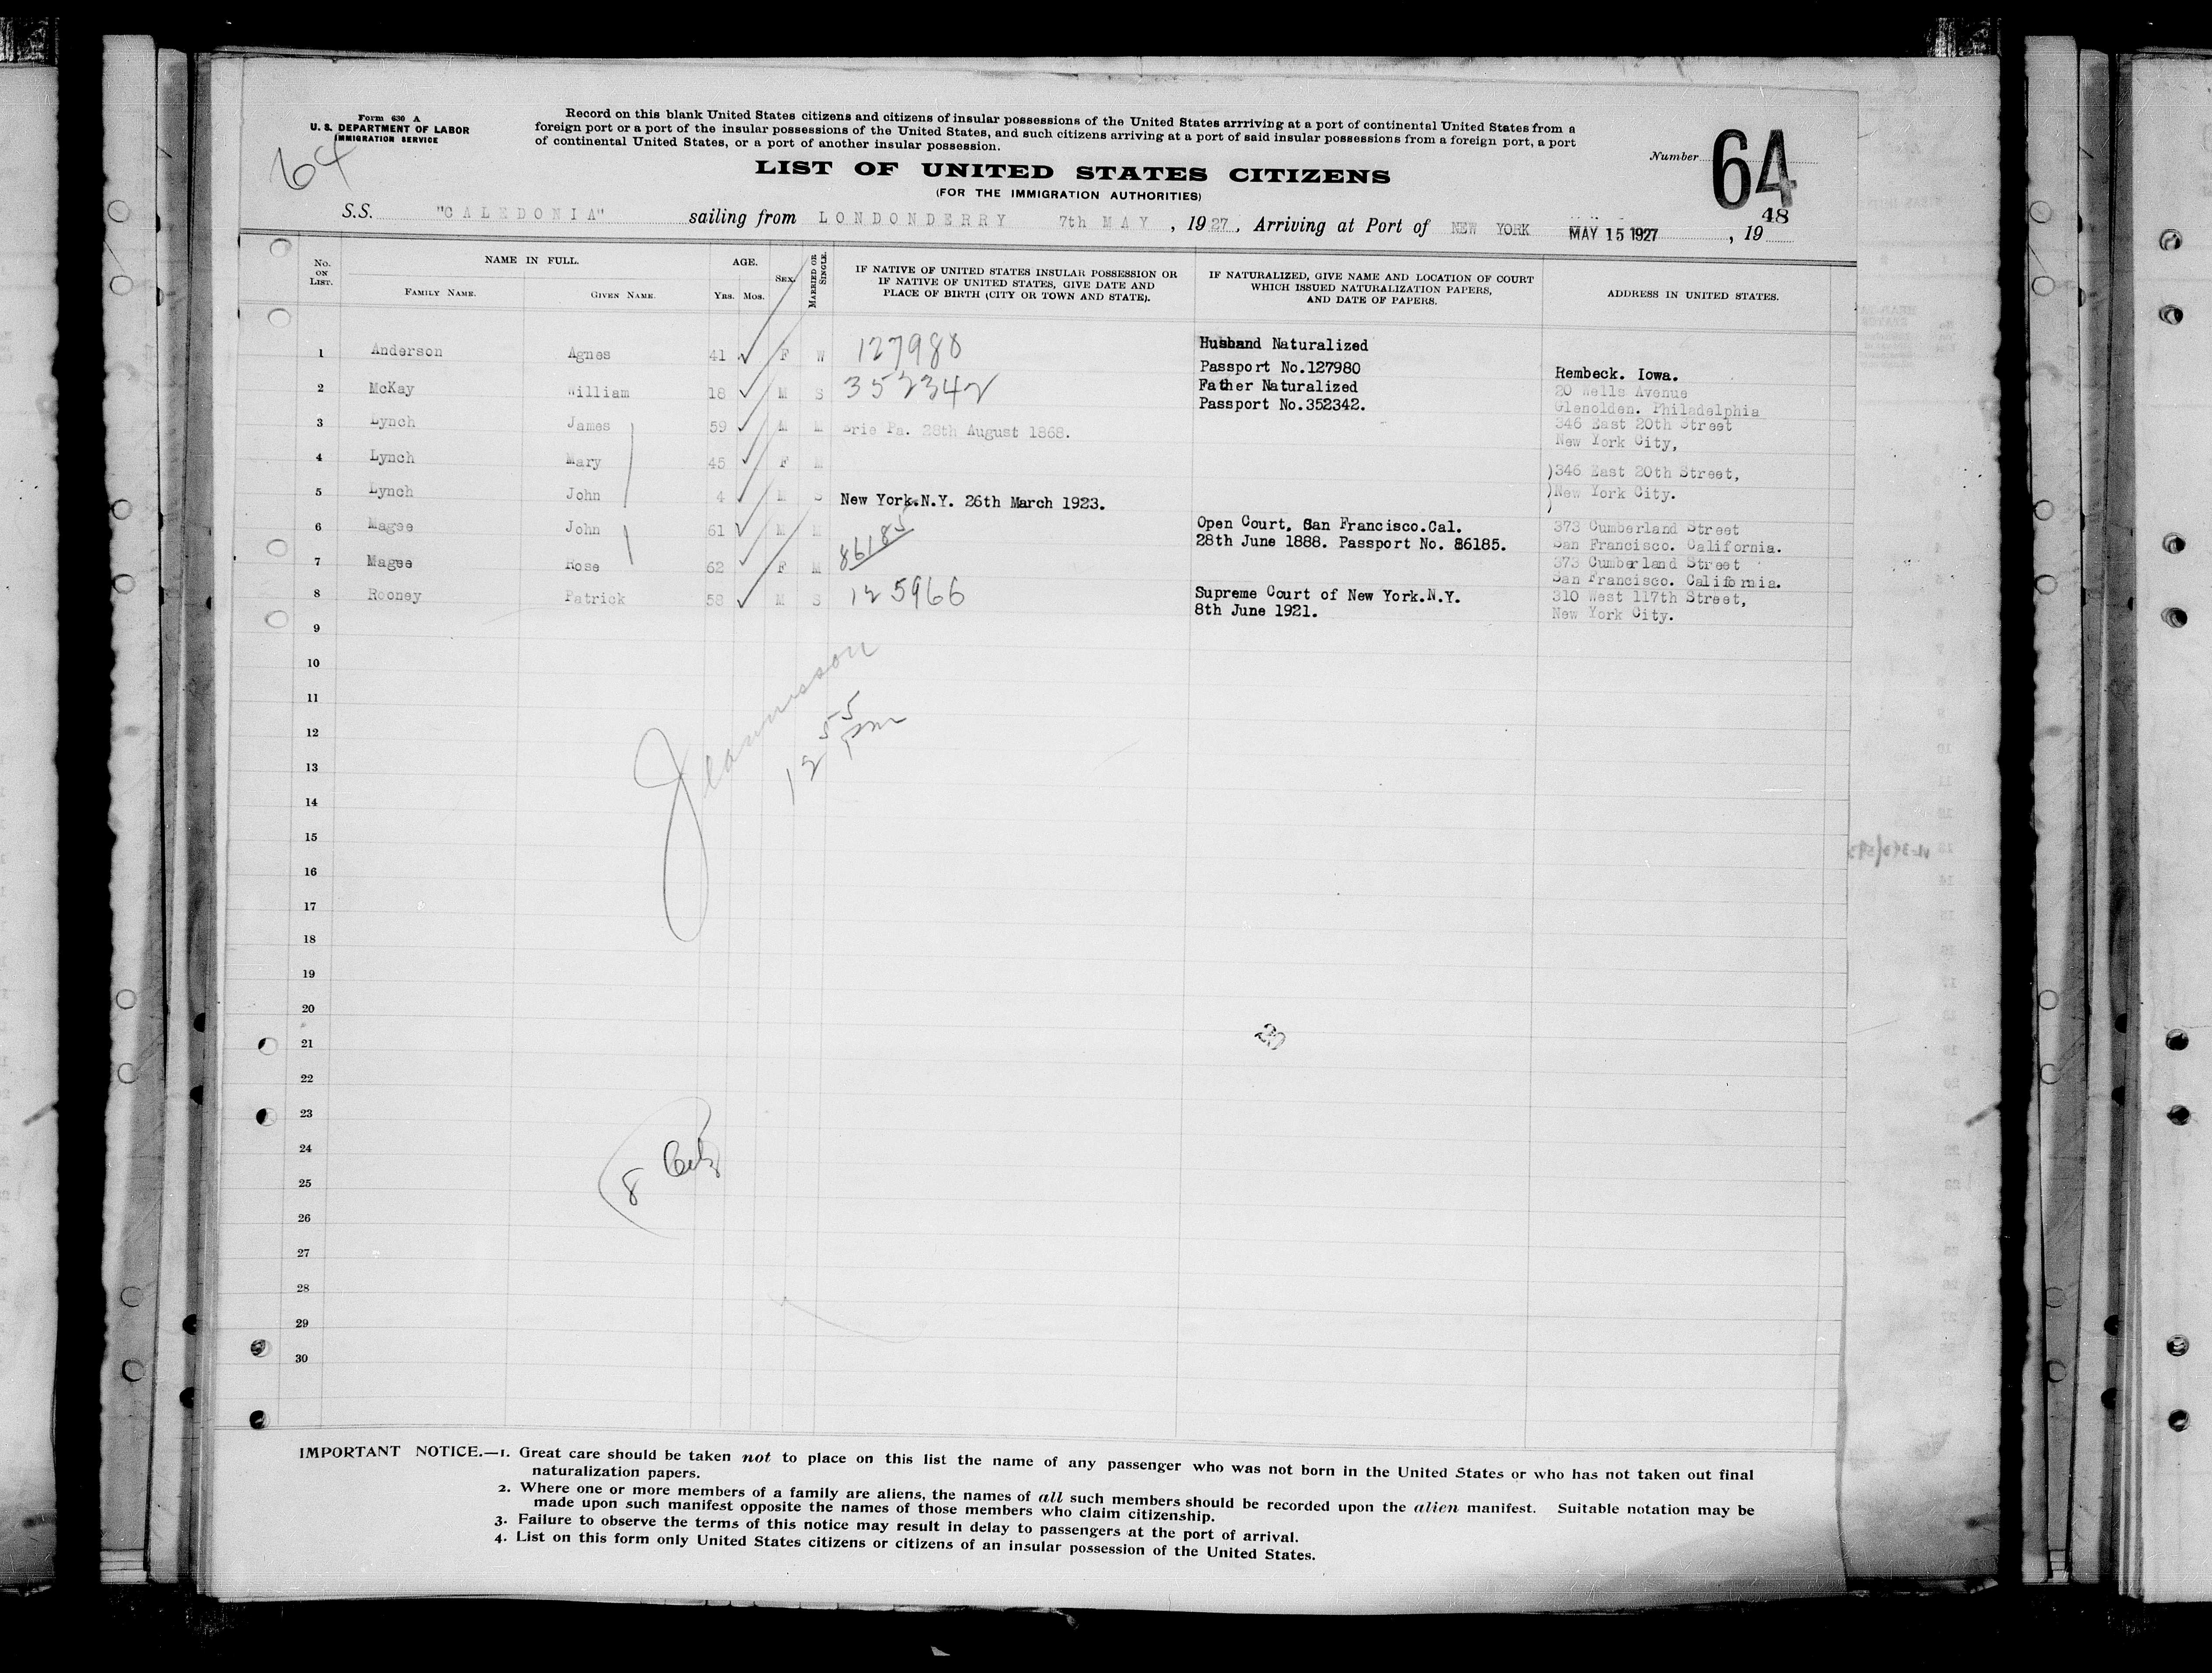 Form 630 A
U. S. DEPARTMENT OF LABOR
IMMIGRATION SERVICE
64
Record on this blank United States citizens and citizens of insular possessions of the United States arrriving at a port of continental United States from a
foreign port or a port of the insular possessions of the United States, and such citizens arriving at a port of said insular possessions from a foreign port, a port
of continental United States, or a port of another insular possession.
Number 64
LIST OF UNITED STATES CITIZENS
(FOR THE IMMIGRATION AUTHORITIES)
48
S.S. "CALEDONIA" sailing from LONDONDERRY 7th MAY, 1927, Arriving at Port of NEW YORK MAY 15 1927, 19
No. ON LIST. NAME IN FULL. FAMILY NAME. GIVEN NAME. AGE. YRS. MOS. SEX. MARRIED OR SINGLE. IF NATIVE OF UNITED STATES INSULAR POSSESSION OR IF NATIVE OF UNITED STATES, GIVE DATE AND PLACE OF BIRTH (CITY OR TOWN AND STATE). IF NATURALIZED, GIVE NAME AND LOCATION OF COURT WHICH ISSUED NATURALIZATION PAPERS, AND DATE OF PAPERS. ADDRESS IN UNITED STATES.
1 Anderson Agnes 41 F W 127988 Husband Naturalized
Passport No.127980 Rembeck. Iowa.
2 McKay William 18 M S 352342 Father Naturalized 20 Wells Avenue
Passport No.352342. Glenolden. Philadelphia
3 Lynch James 59 M M Erie Pa. 28th August 1868. 346 East 20th Street
New York City,
4 Lynch Mary 45 F M )346 East 20th Street,
5 Lynch John 4 M S New York.N.Y. 26th March 1923. )New York City.
)
6 Magee John 61 M M 86185 Open Court. San Francisco.Cal. 373 Cumberland Street
28th June 1888. Passport No. 86185. San Francisco. California.
7 Magee Rose 62 F M 373 Cumberland Street
San Francisco. California.
8 Rooney Patrick 58 M S 125966 Supreme Court of New York.N.Y. 310 West 117th Street,
8th June 1921. New York City.
9
10
11
12
12 55 pm
13
14
15
16
17
18
19
20
21
22
23
24
8
25
26
27
28
29
30
IMPORTANT NOTICE.—1. Great care should be taken not to place on this list the name of any passenger who was not born in the United States or who has not taken out final
naturalization papers.
2. Where one or more members of a family are aliens, the names of all such members should be recorded upon the alien manifest. Suitable notation may be
made upon such manifest opposite the names of those members who claim citizenship.
3. Failure to observe the terms of this notice may result in delay to passengers at the port of arrival.
4. List on this form only United States citizens or citizens of an insular possession of the United States.